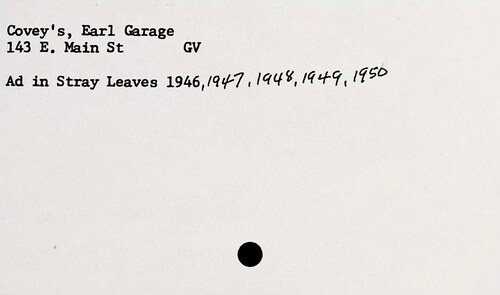 Covey's, Earl Garage
143 E. Main St GV
Ad in Stray Leaves 1946, 1947, 1948, 1949, 1950